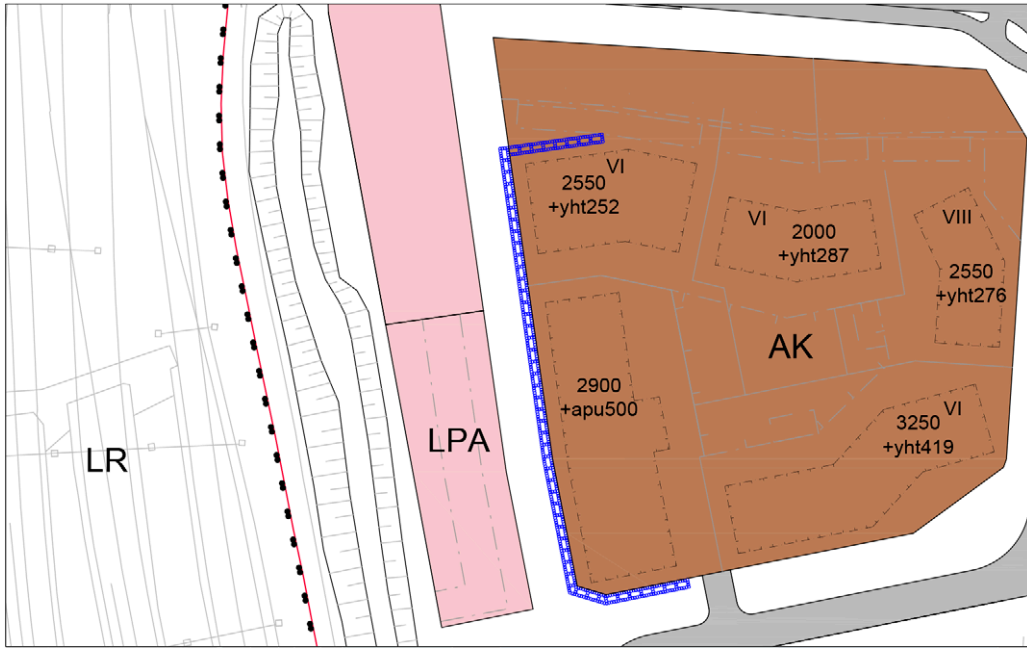 VI
2550
+yht252
VI
2000
+yht287
VIII
2550
+yht276
AK
2900
+apu500
VI
3250
+yht419
LPA
LR